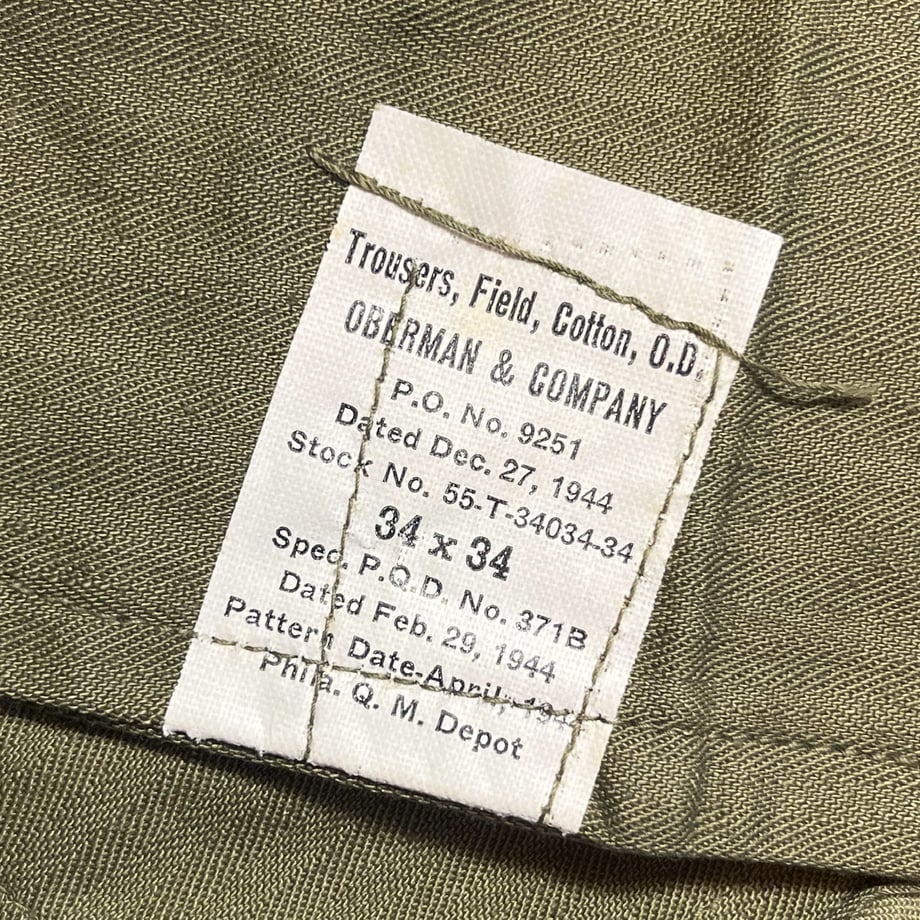 Trousers, Field, Cotton, O.D.
OBERMAN & COMPANY
P.O. No. 9251
Dated Dec. 27, 1944
Stock No. 55-T-34034-34
34 x 34
Spec. P.Q.D. No. 371B
Dated Feb. 29, 1944
Pattern Date-April,
Phila. Q. M. Depot